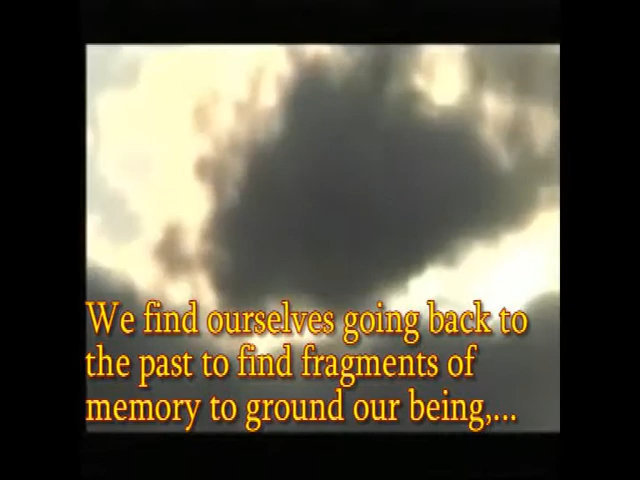 We find ourselves going back to
the past to find fragments of
memory to ground our being,...